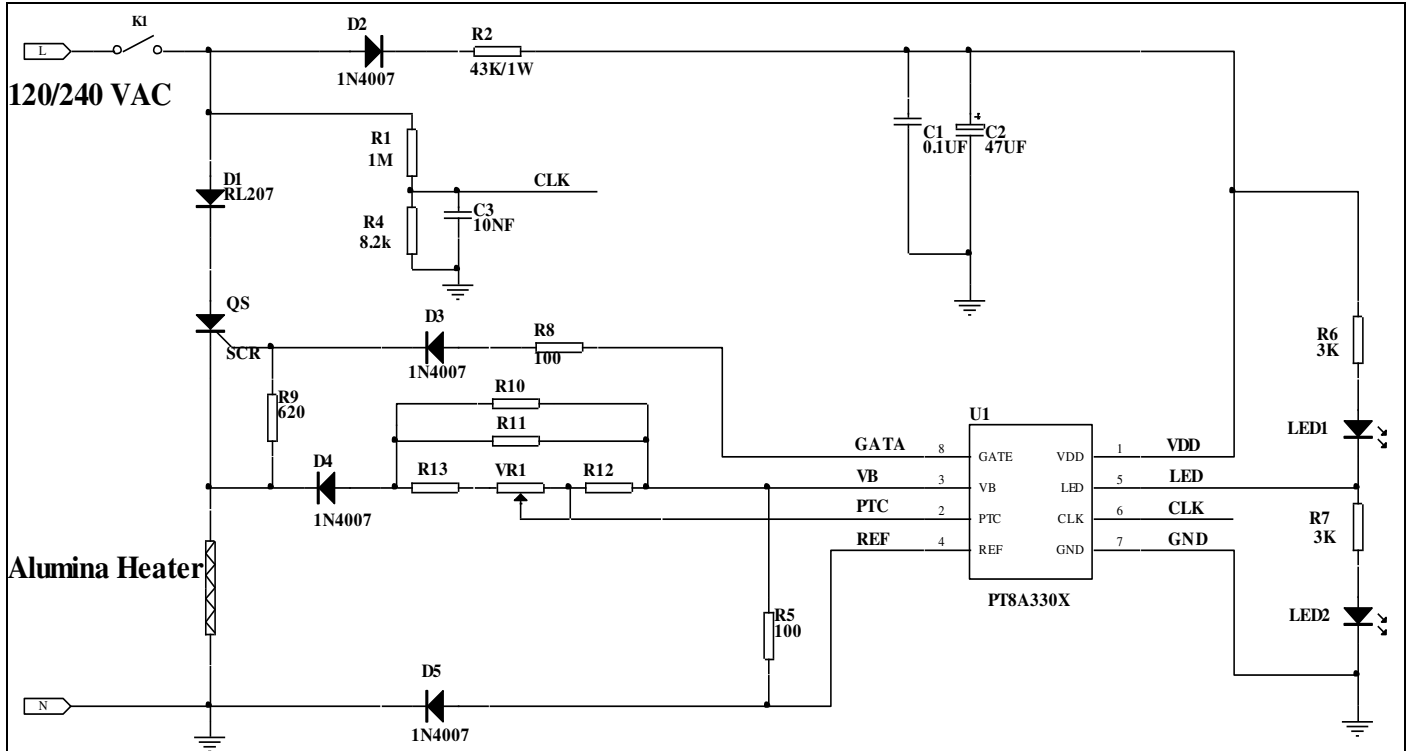 K1
L
120/240 VAC
D2
1N4007
R2
43K/1W
R1
1M
CLK
C3
10NF
R4
8.2k
C1
0.1UF
+
C2
47UF
D1
RL207
QS
SCR
D3
1N4007
R8
100
R9
620
R10
R11
R13
VR1
R12
D4
1N4007
GATA
VB
PTC
REF
U1
8
3
2
4
GATE
VB
PTC
REF
VDD
LED
CLK
GND
1
5
6
7
VDD
LED
CLK
GND
PT8A330X
R6
3K
LED1
R7
3K
LED2
Alumina Heater
R5
100
D5
1N4007
N